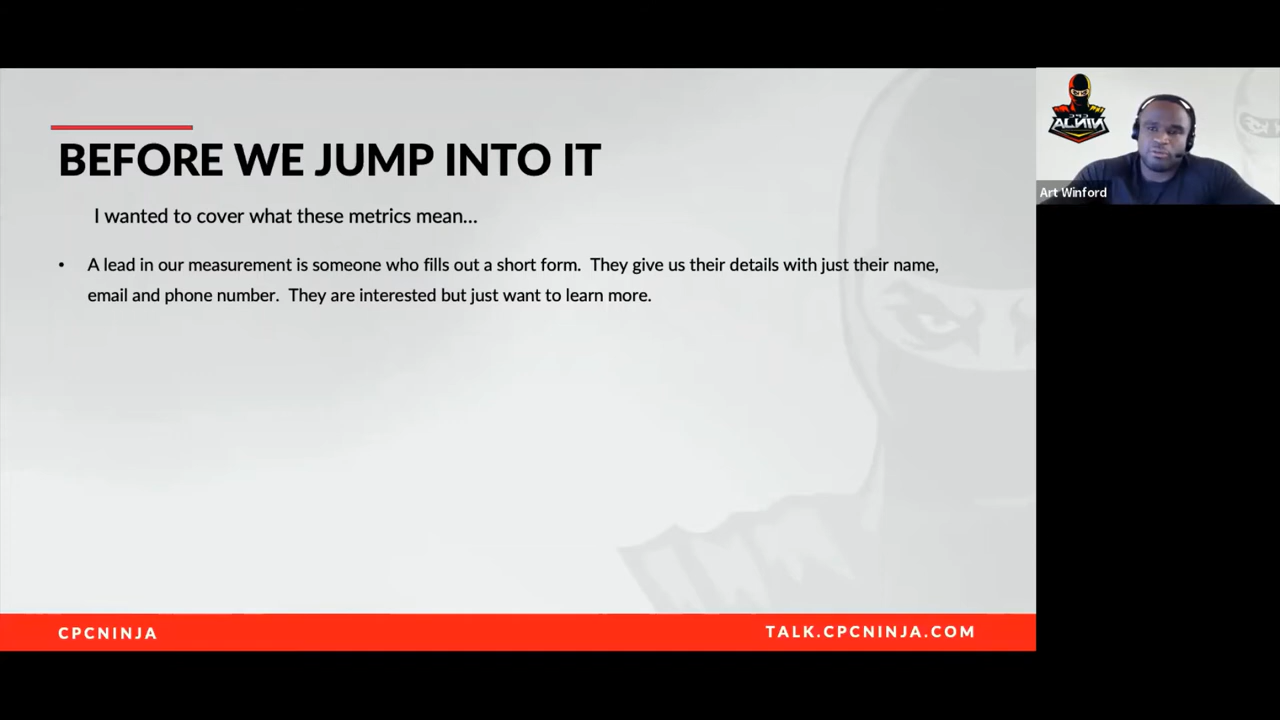 BEFORE WE JUMP INTO IT
I wanted to cover what these metrics mean...
• A lead in our measurement is someone who fills out a short form. They give us their details with just their name,
email and phone number. They are interested but just want to learn more.
CPCNINJA
TALK.CPCNINJA.COM
CPC
NINJA
Art Winford